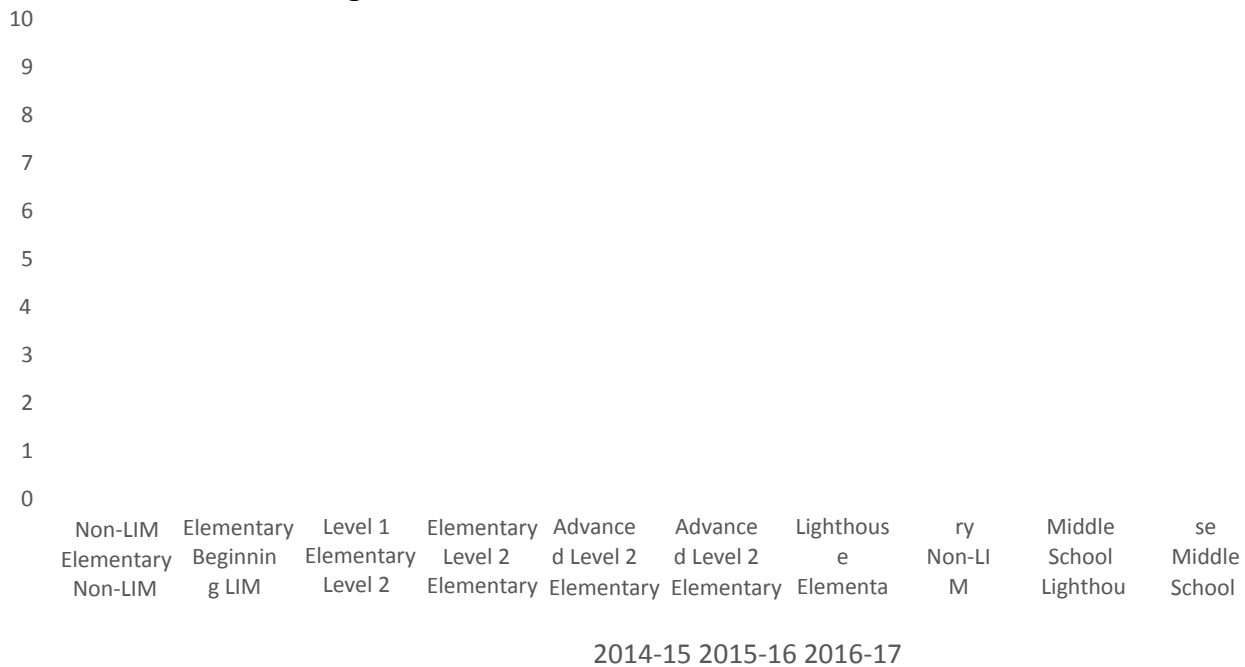 10
9
8
7
6
5
4
3
2
1
0
Non-LIM Elementary Level 1 Elementary Advance Advance Lighthous ry Middle se
Elementary Beginnin Elementary Level 2 d Level 2 d Level 2 e Non-LI School Middle
Non-LIM g LIM Level 2 Elementary Elementary Elementary Elementa M Lighthou School
2014-15 2015-16 2016-17